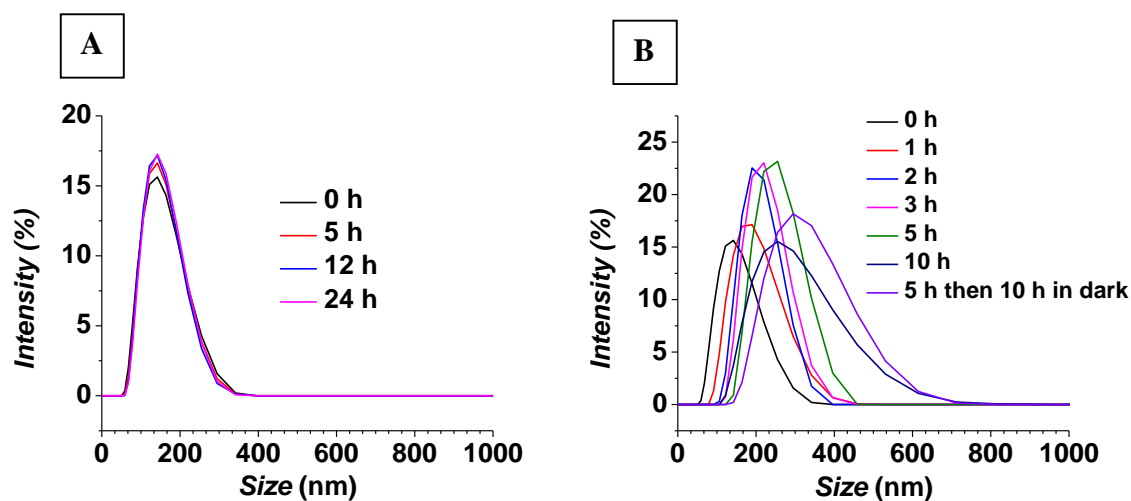 A
20
15
10
5
0
Intensity (%)
0 h
5 h
12 h
24 h
0 200 400 600 800 1000
Size (nm)
B
25
20
15
10
5
0
Intensity (%)
0 h
1 h
2 h
3 h
5 h
10 h
5 h then 10 h in dark
0 200 400 600 800 1000
Size (nm)